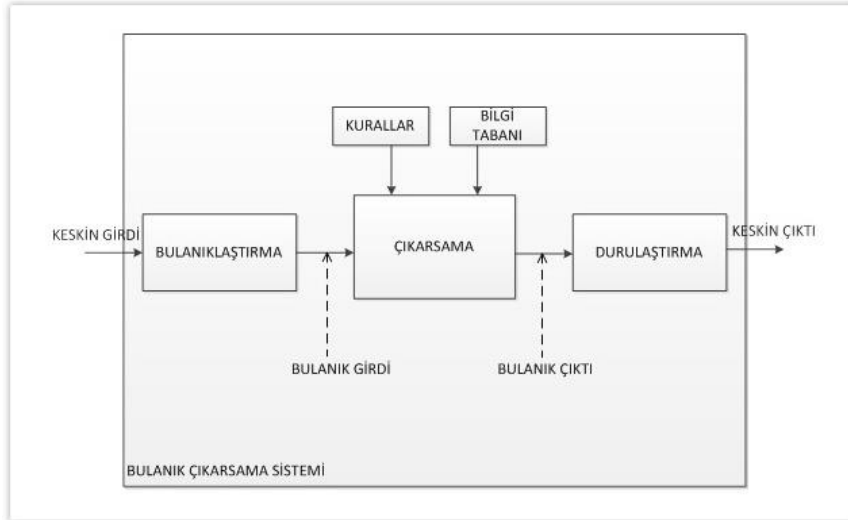 KURALLAR
BİLGİ
TABANI
KESKİN GİRDİ
BULANIKLAŞTIRMA
ÇIKARSAMA
DURULAŞTIRMA
KESKİN ÇIKTI
BULANIK GİRDİ
BULANIK ÇIKTI
BULANIK ÇIKARSAMA SİSTEMİ